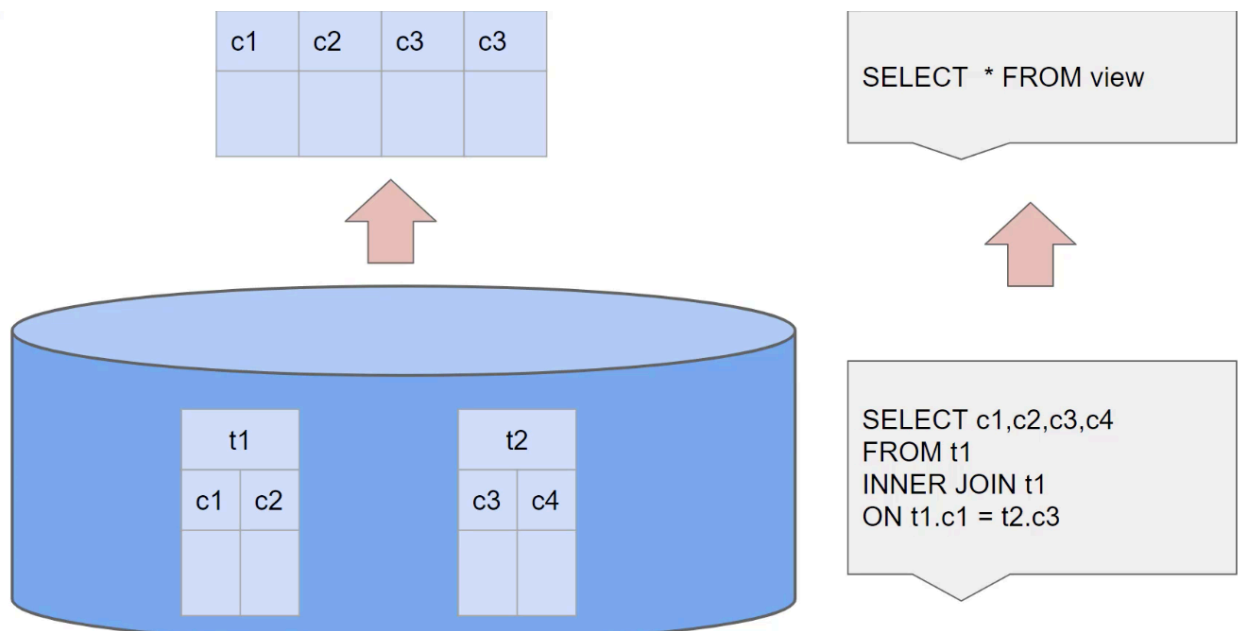 c1 c2 c3 c3
SELECT * FROM view
t1 t2
c1 c2 c3 c4
SELECT c1,c2,c3,c4
FROM t1
INNER JOIN t1
ON t1.c1 = t2.c3